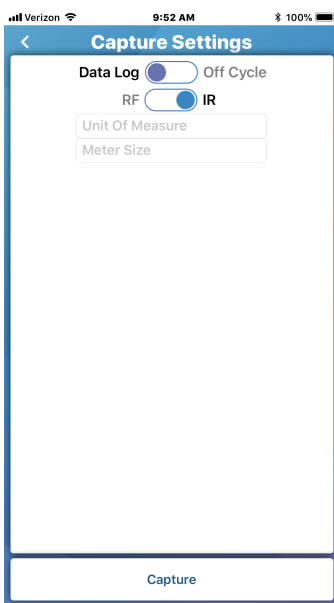 Verizon 9:52 AM 100%
Capture Settings
Data Log Off Cycle
RF IR
Unit Of Measure
Meter Size
Capture